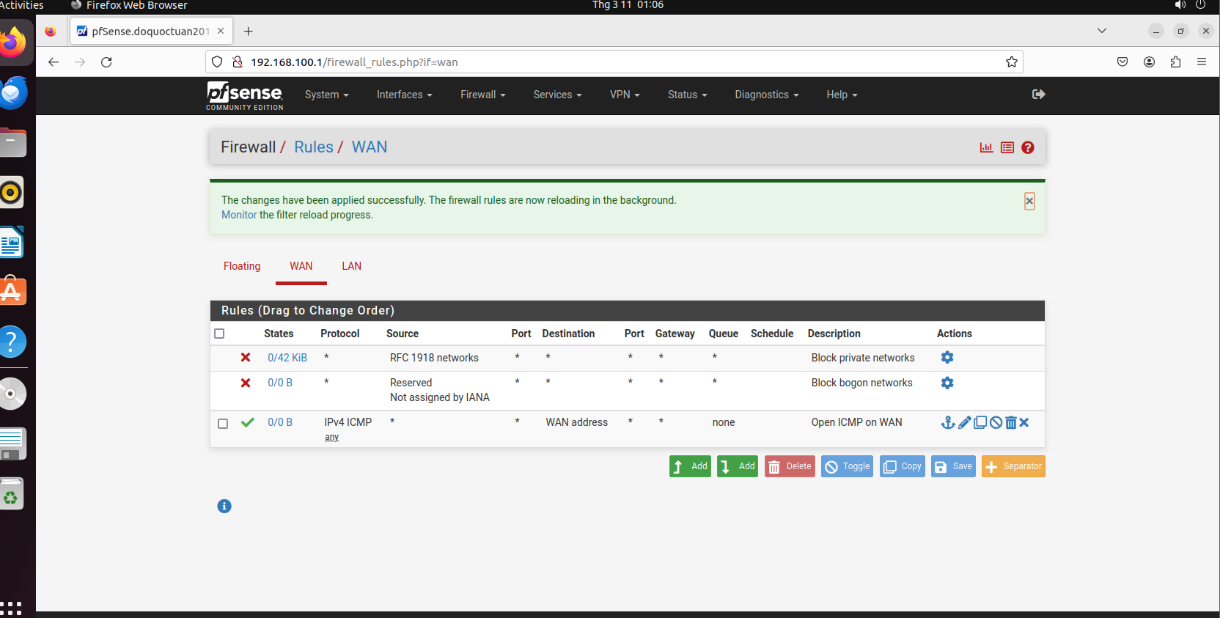 Activities Firefox Web Browser Thg 3 11 01:06
pfSense.doquoctuan201
192.168.100.1/firewall_rules.php?if=wan
pfsense System Interfaces Firewall Services VPN Status Diagnostics Help
COMMUNITY EDITION
Firewall / Rules / WAN
The changes have been applied successfully. The firewall rules are now reloading in the background.
Monitor the filter reload progress.
Floating WAN LAN
Rules (Drag to Change Order)
States Protocol Source Port Destination Port Gateway Queue Schedule Description Actions
0/42 KiB * RFC 1918 networks * * * * * Block private networks
0/0 B * Reserved * * * * * Block bogon networks
Not assigned by IANA
0/0 B IPv4 ICMP * * WAN address * * none Open ICMP on WAN
any
Add Add Delete Toggle Copy Save Separator